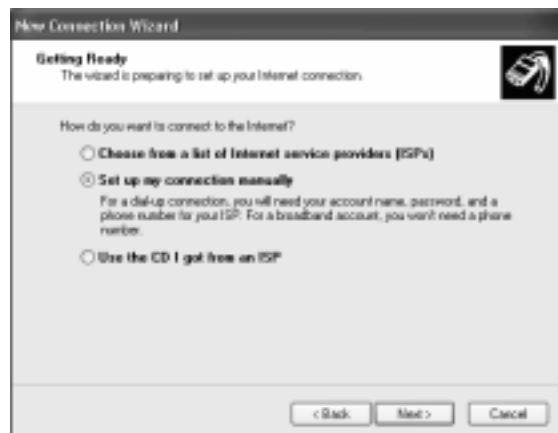 New Connection Wizard
Getting Ready
The wizard is preparing to set up your Internet connection.
How do you want to connect to the Internet?
Choose from a list of Internet service providers (ISPs)
Set up my connection manually
For a dial-up connection, you will need your account name, password, and a
phone number for your ISP. For a broadband account, you won't need a phone
number.
Use the CD I got from an ISP
< Back
Next >
Cancel